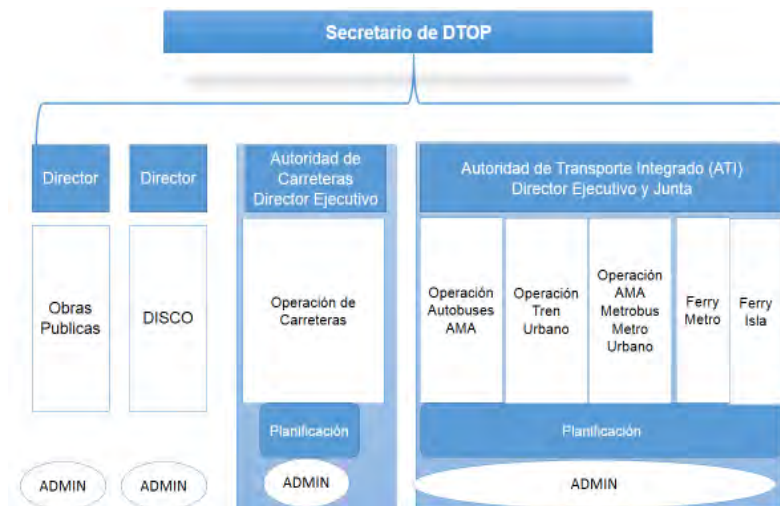 Secretario de DTOP
Director
Director
Autoridad de
Carreteras
Director Ejecutivo
Autoridad de Transporte Integrado (ATI)
Director Ejecutivo y Junta
Obras
Publicas
DISCO
Operación de
Carreteras
Operación
Autobuses
AMA
Operación
Tren
Urbano
Operación
AMA
Metrobus
Metro
Urbano
Ferry
Metro
Ferry
Isla
Planificación
Planificación
ADMIN
ADMIN
ADMIN
ADMIN